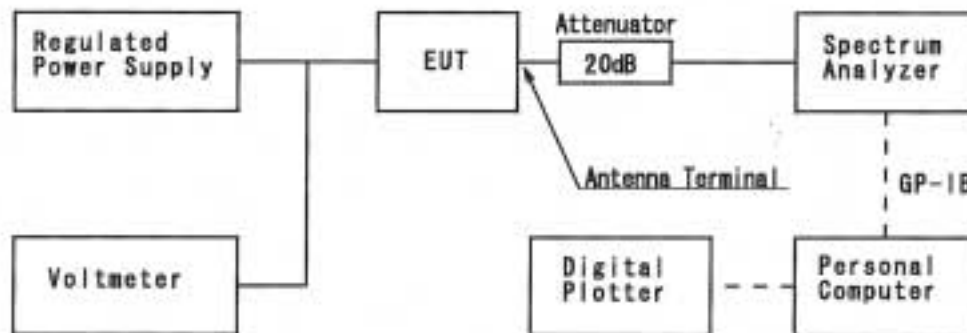 Regulated
Power Supply
EUT
Attenuator
20dB
Spectrum
Analyzer
Antenna Terminal
GP-IB
Voltmeter
Digital
Plotter
Personal
Computer